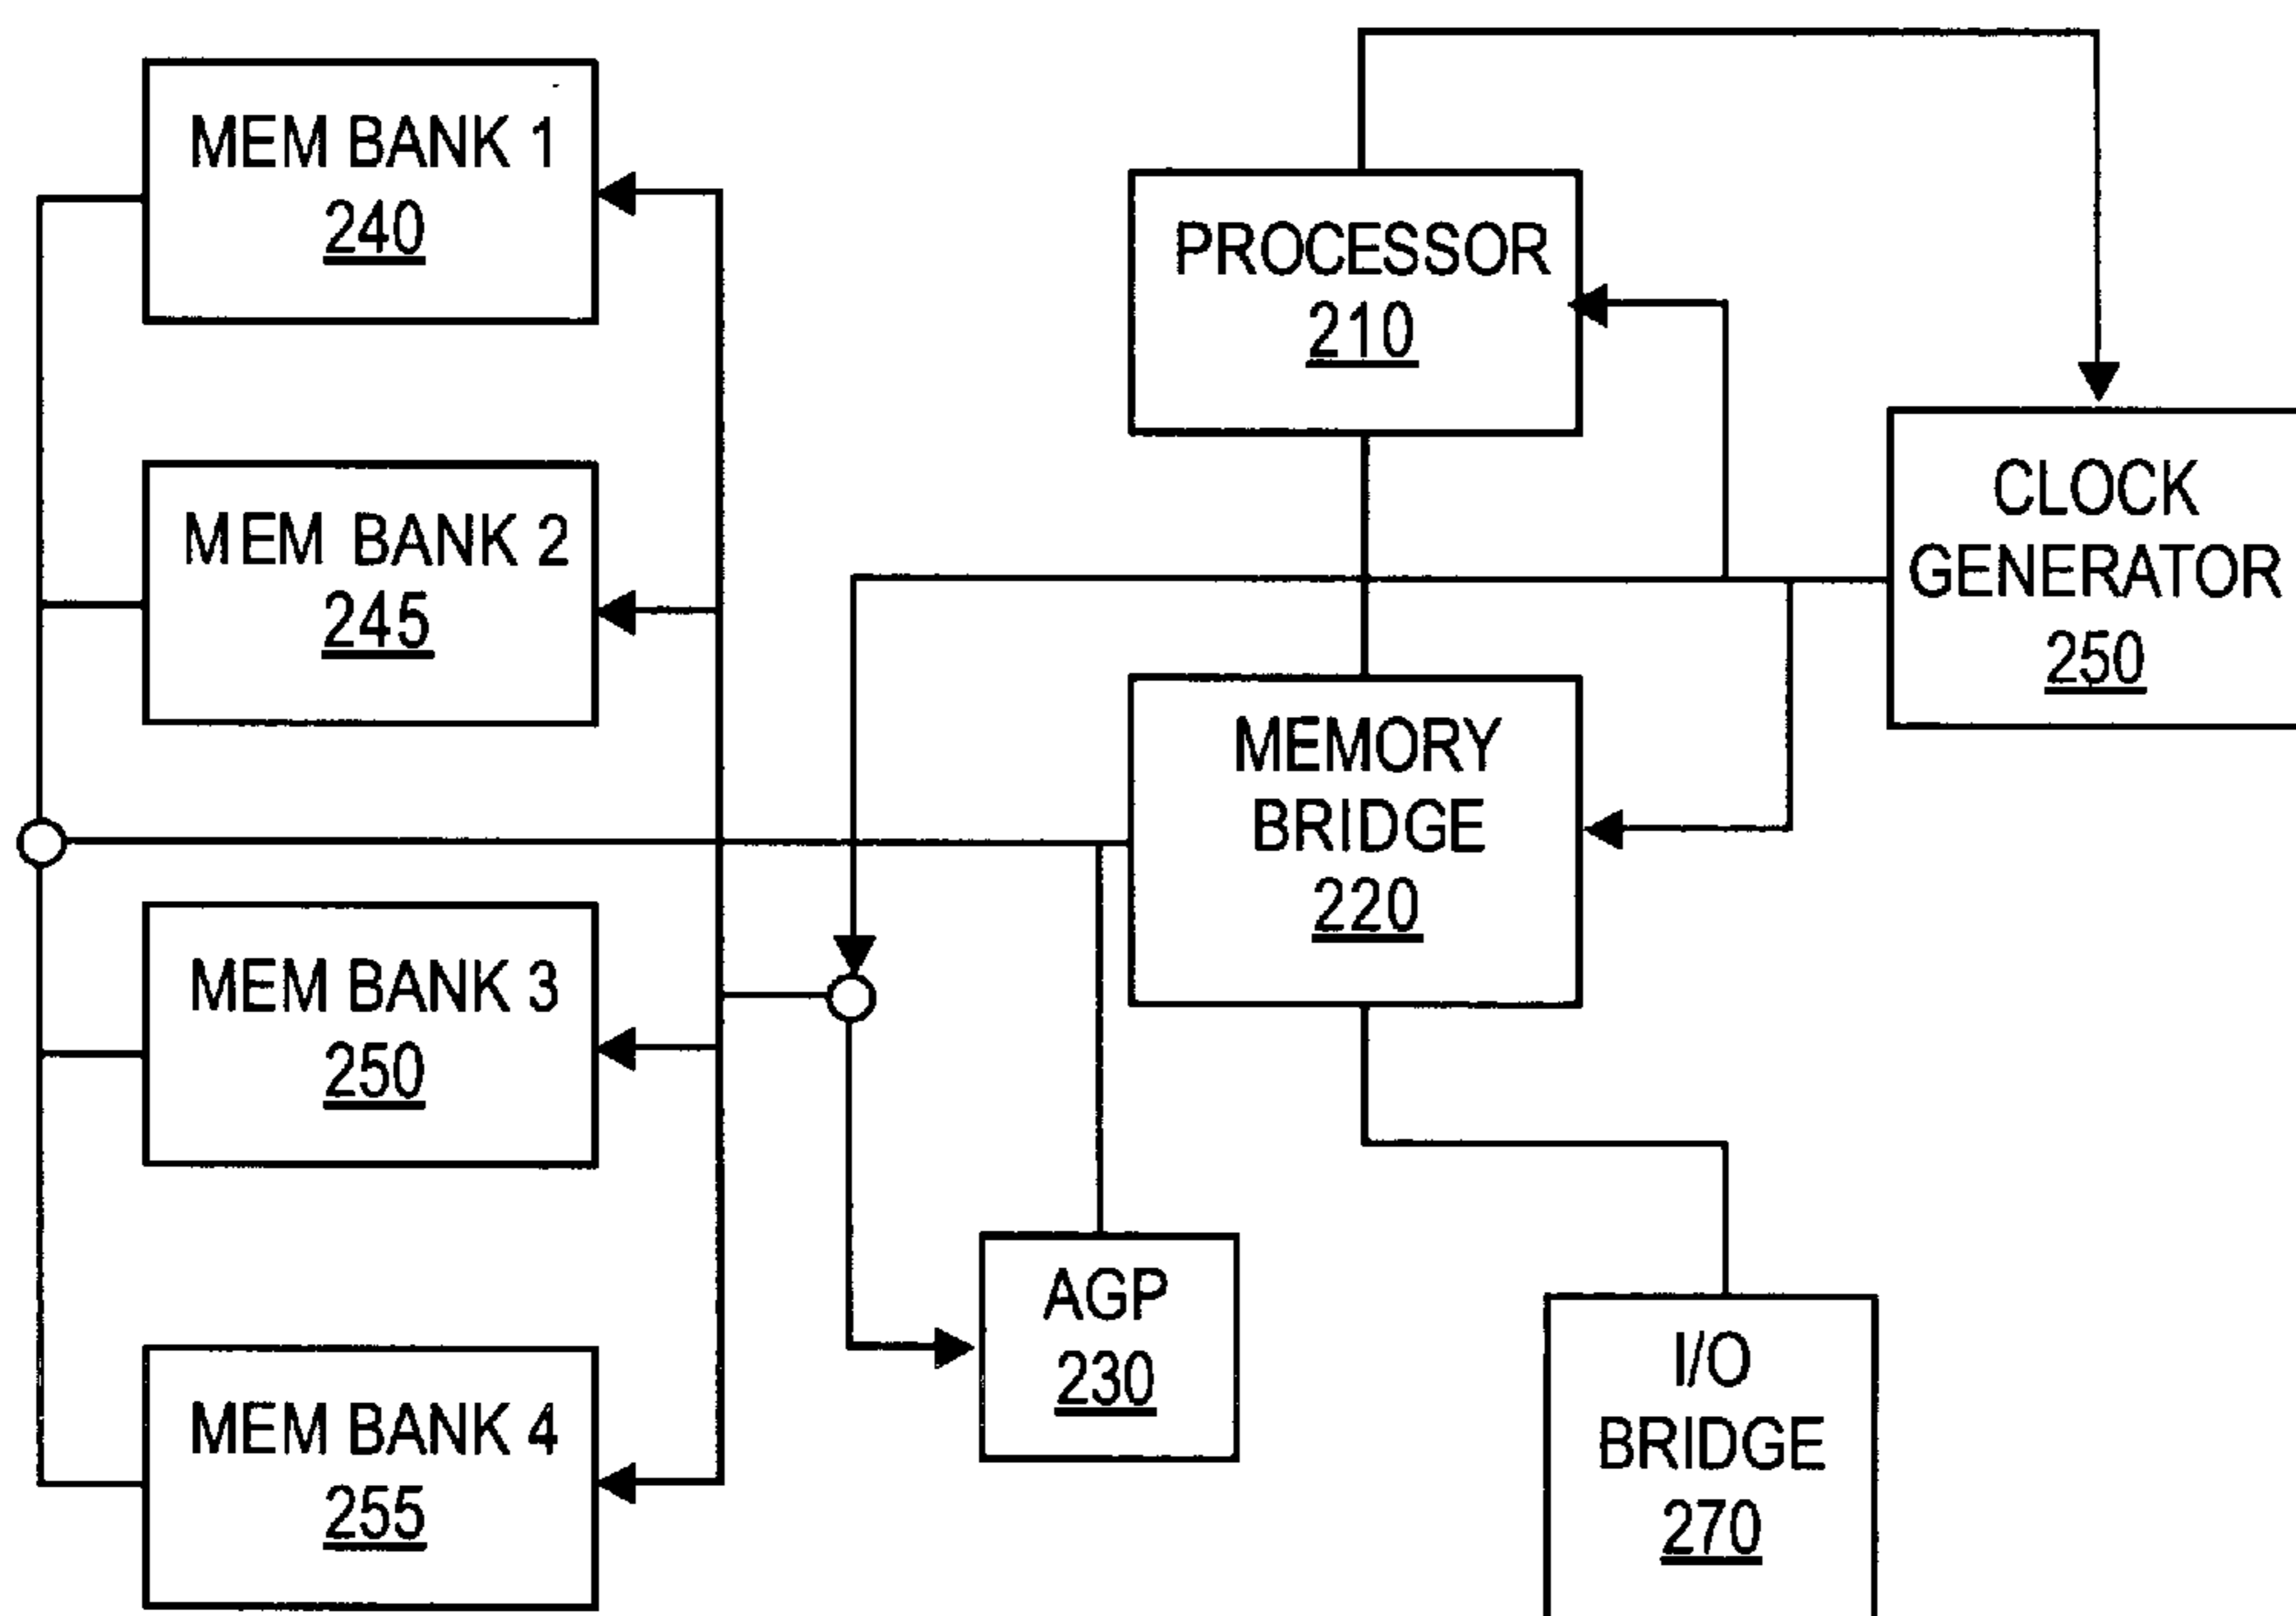 MEM BANK 1
240
MEM BANK 2
245
MEM BANK 3
250
MEM BANK 4
255
PROCESSOR
210
MEMORY
BRIDGE
220
AGP
230
CLOCK
GENERATOR
250
I/O
BRIDGE
270